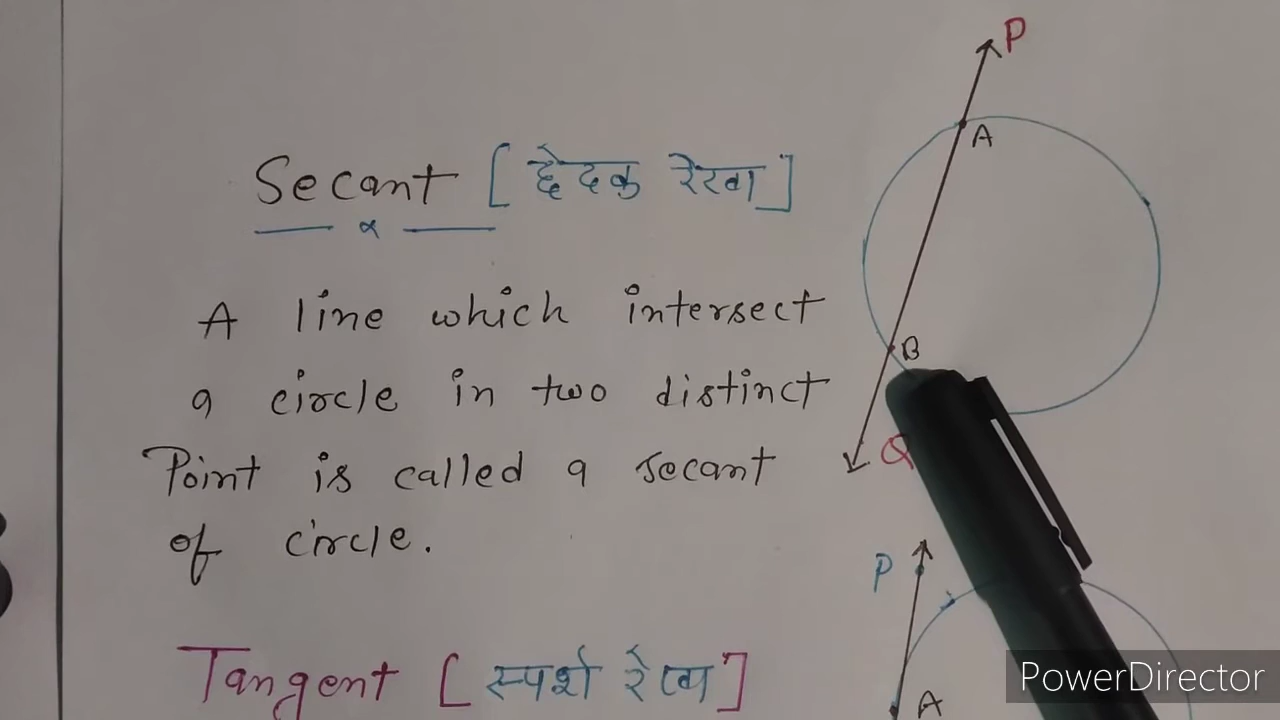 Secant [छेदक रेखा]
A line which intersect
a circle in two distinct
Point is called a secant
of circle.
Tangent [स्पर्श रेखा]
P
A
B
Q
P
A
PowerDirector